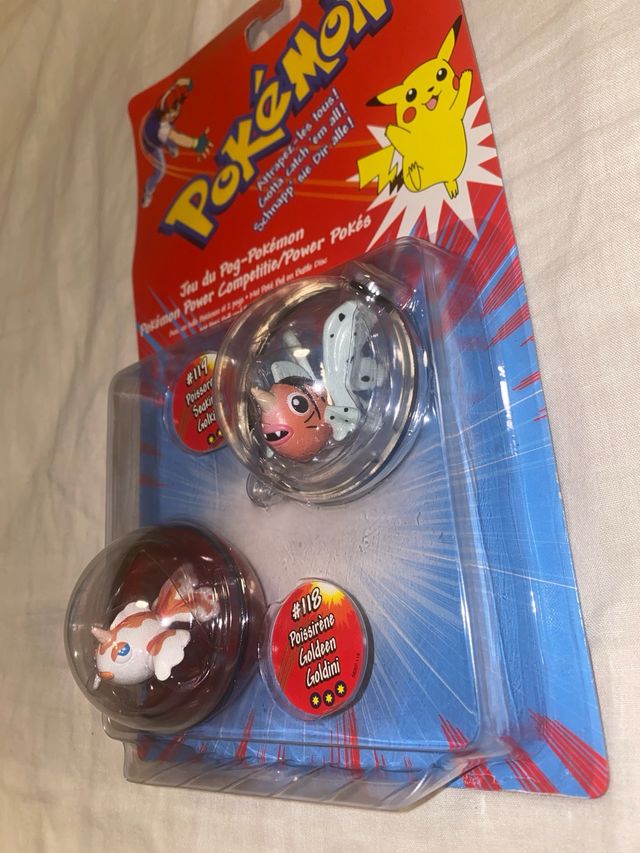 POKéMON
Attrapez-les tous!
Gotta catch 'em all!
Schnapp' sie Dir alle!
Jeu du Pog-Pokémon
Pokémon Power Competitie/Power Pokés
#119
#118
Poissirène
Goldeen
Goldini